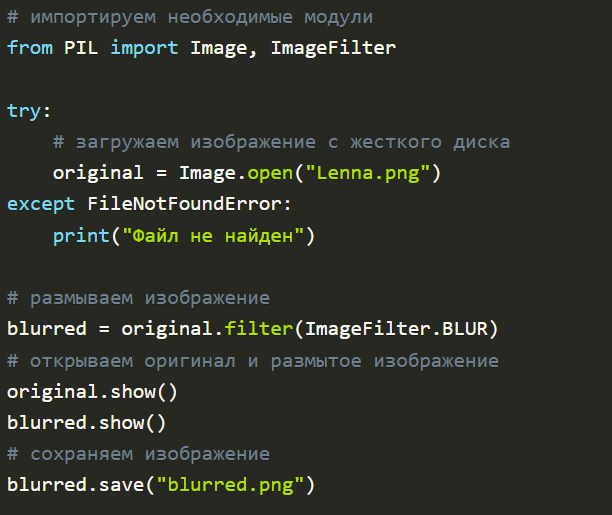 # импортируем необходимые модули
from PIL import Image, ImageFilter
try:
    # загружаем изображение с жесткого диска
    original = Image.open("Lenna.png")
except FileNotFoundError:
    print("Файл не найден")
# размываем изображение
blurred = original.filter(ImageFilter.BLUR)
# открываем оригинал и размытое изображение
original.show()
blurred.show()
# сохраняем изображение
blurred.save("blurred.png")